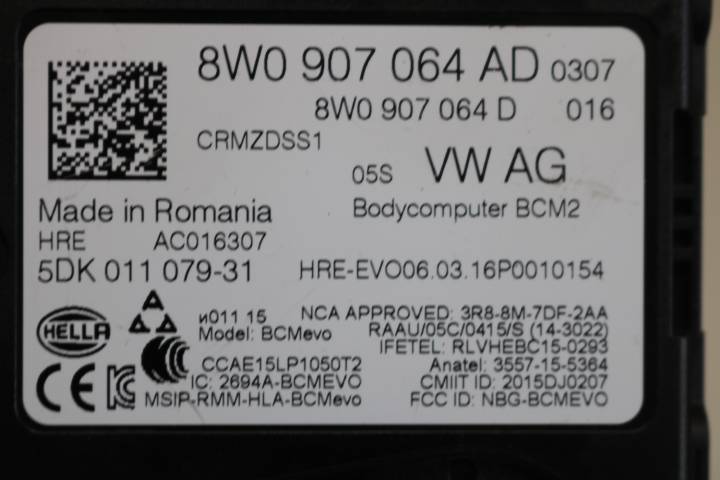 8W0 907 064 AD 0307
8W0 907 064 D 016
CRMZDSS1
05S VW AG
Made in Romania Bodycomputer BCM2
HRE AC016307
5DK 011 079-31 HRE-EVO06.03.16P0010154
HELLA
ᴎ011 15 NCA APPROVED: 3R8-8M-7DF-2AA
Model: BCMevo RAAU/05C/0415/S (14-3022)
IFETEL: RLVHEBC15-0293
CCAE15LP1050T2 Anatel: 3557-15-5364
IC: 2694A-BCMEVO CMIIT ID: 2015DJ0207
MSIP-RMM-HLA-BCMevo FCC ID: NBG-BCMEVO
CE